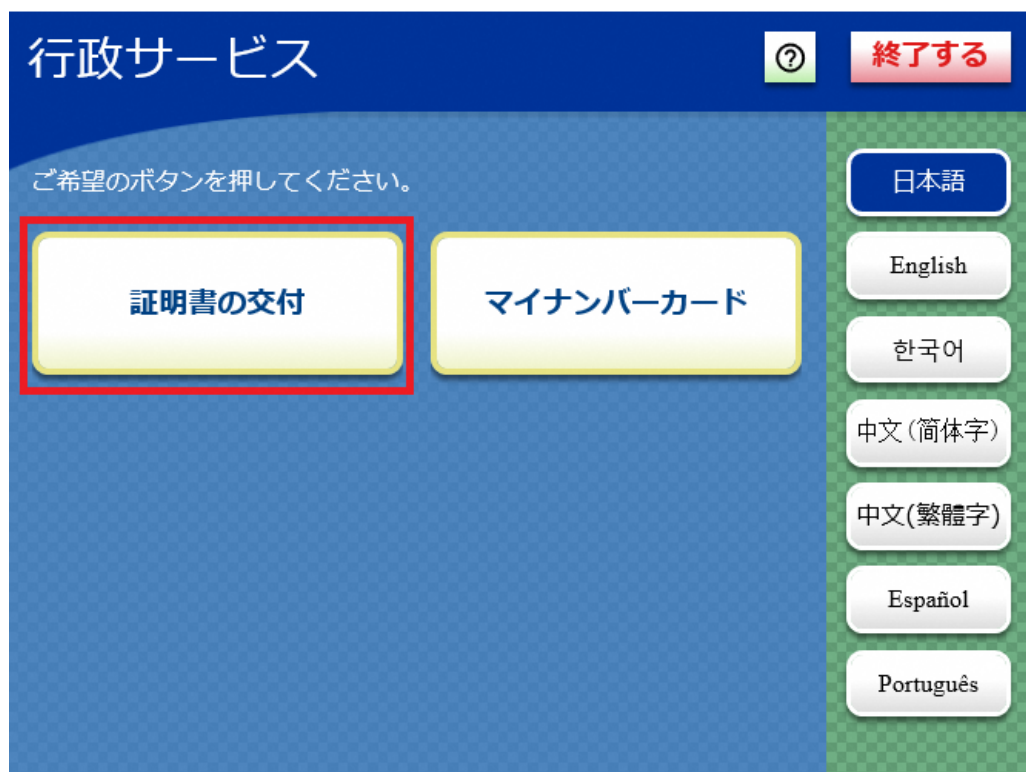 行政サービス
?
終了する
ご希望のボタンを押してください。
証明書の交付
マイナンバーカード
日本語
English
한국어
中文(简体字)
中文(繁體字)
Español
Português